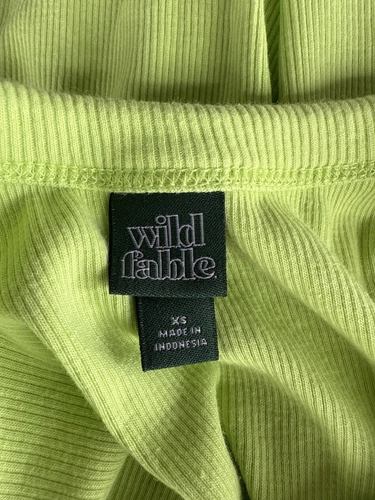 wild
fable.
XS
MADE IN
INDONESIA